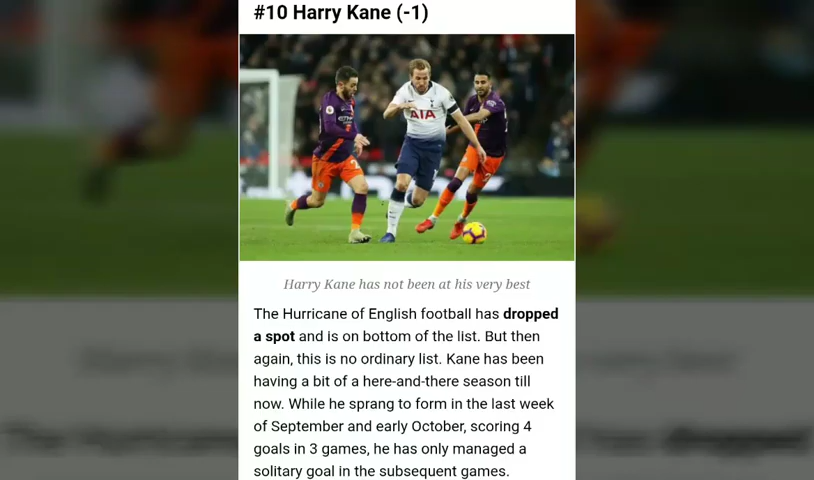 #10 Harry Kane (-1)
AIA
Harry Kane has not been at his very best
The Hurricane of English football has dropped
a spot and is on bottom of the list. But then
again, this is no ordinary list. Kane has been
having a bit of a here-and-there season till
now. While he sprang to form in the last week
of September and early October, scoring 4
goals in 3 games, he has only managed a
solitary goal in the subsequent games.